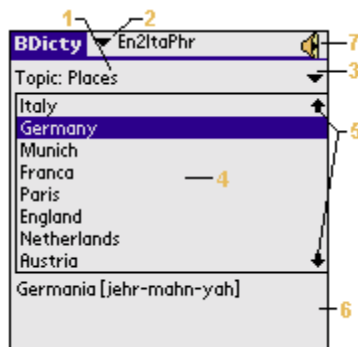 1 2
BDicty En2ItaPhr 7
Topic: Places 3
Italy
Germany 5
Munich
Franca 4
Paris
England
Netherlands
Austria
Germania [jehr-mahn-yah] 6